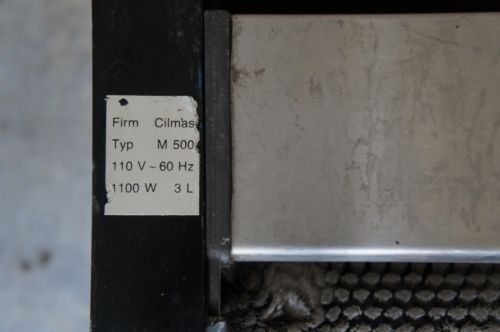 Firm Cilmas
Typ M 500
110 V ~ 60 Hz
1100 W 3 L